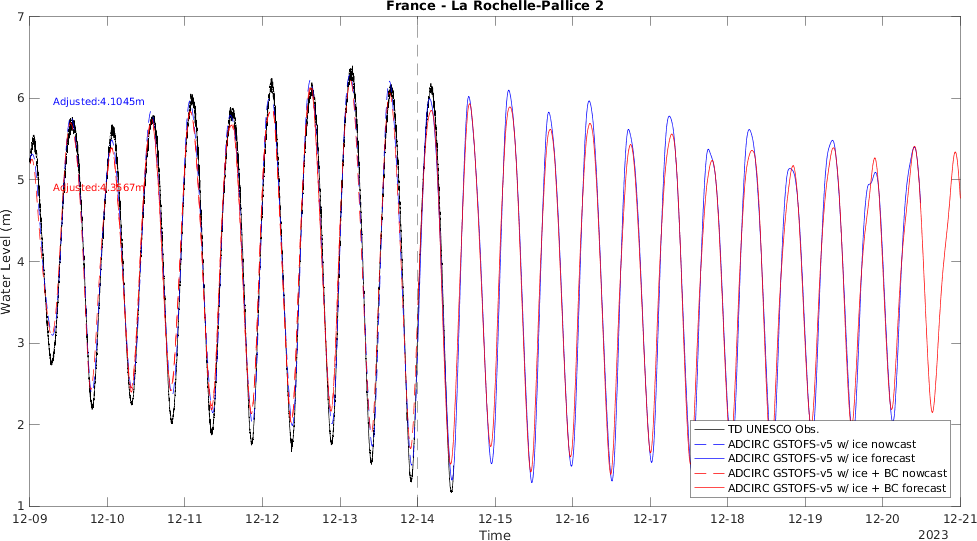 France - La Rochelle-Pallice 2
7
6
5
4
3
2
1
Water Level (m)
Adjusted:4.1045m
Adjusted:4.3567m
TD UNESCO Obs.
ADCIRC GSTOFS-v5 w/ ice nowcast
ADCIRC GSTOFS-v5 w/ ice forecast
ADCIRC GSTOFS-v5 w/ ice + BC nowcast
ADCIRC GSTOFS-v5 w/ ice + BC forecast
12-09 12-10 12-11 12-12 12-13 12-14 12-15 12-16 12-17 12-18 12-19 12-20 12-21
Time
2023